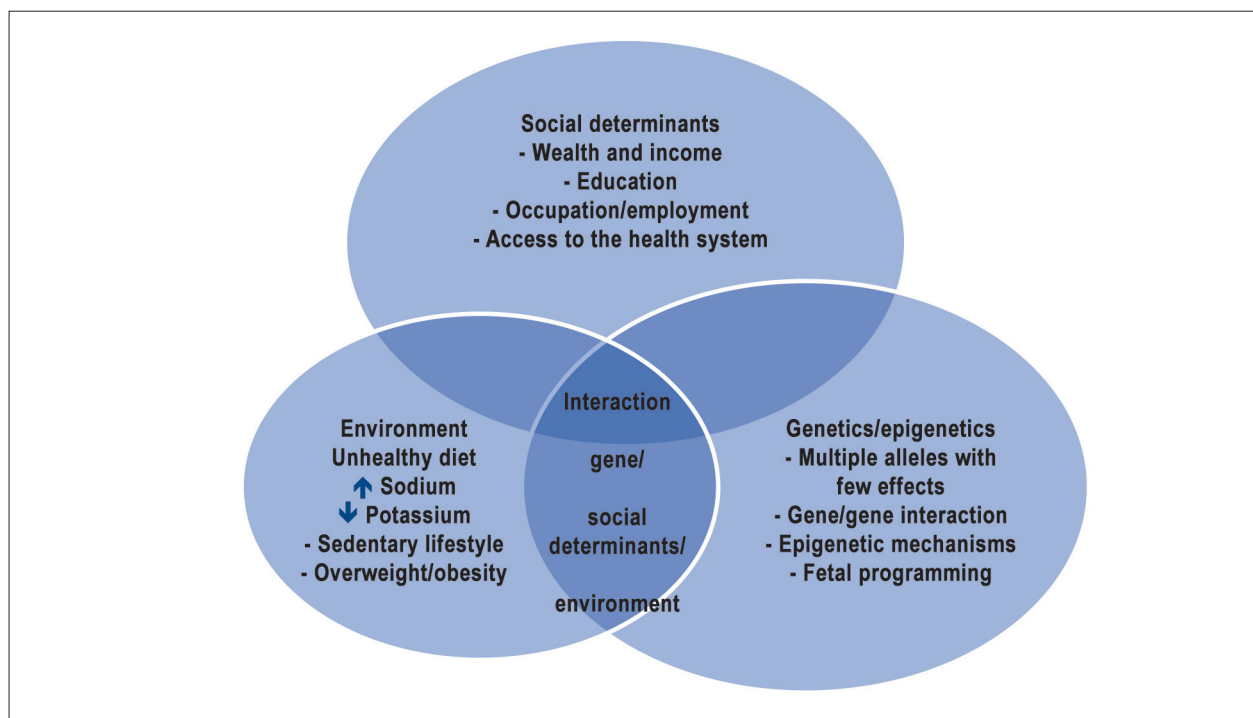 Social determinants
- Wealth and income
- Education
- Occupation/employment
- Access to the health system
Environment
Unhealthy diet
↑ Sodium
↓ Potassium
- Sedentary lifestyle
- Overweight/obesity
Interaction
gene/
social
determinants/
environment
Genetics/epigenetics
- Multiple alleles with
few effects
- Gene/gene interaction
- Epigenetic mechanisms
- Fetal programming